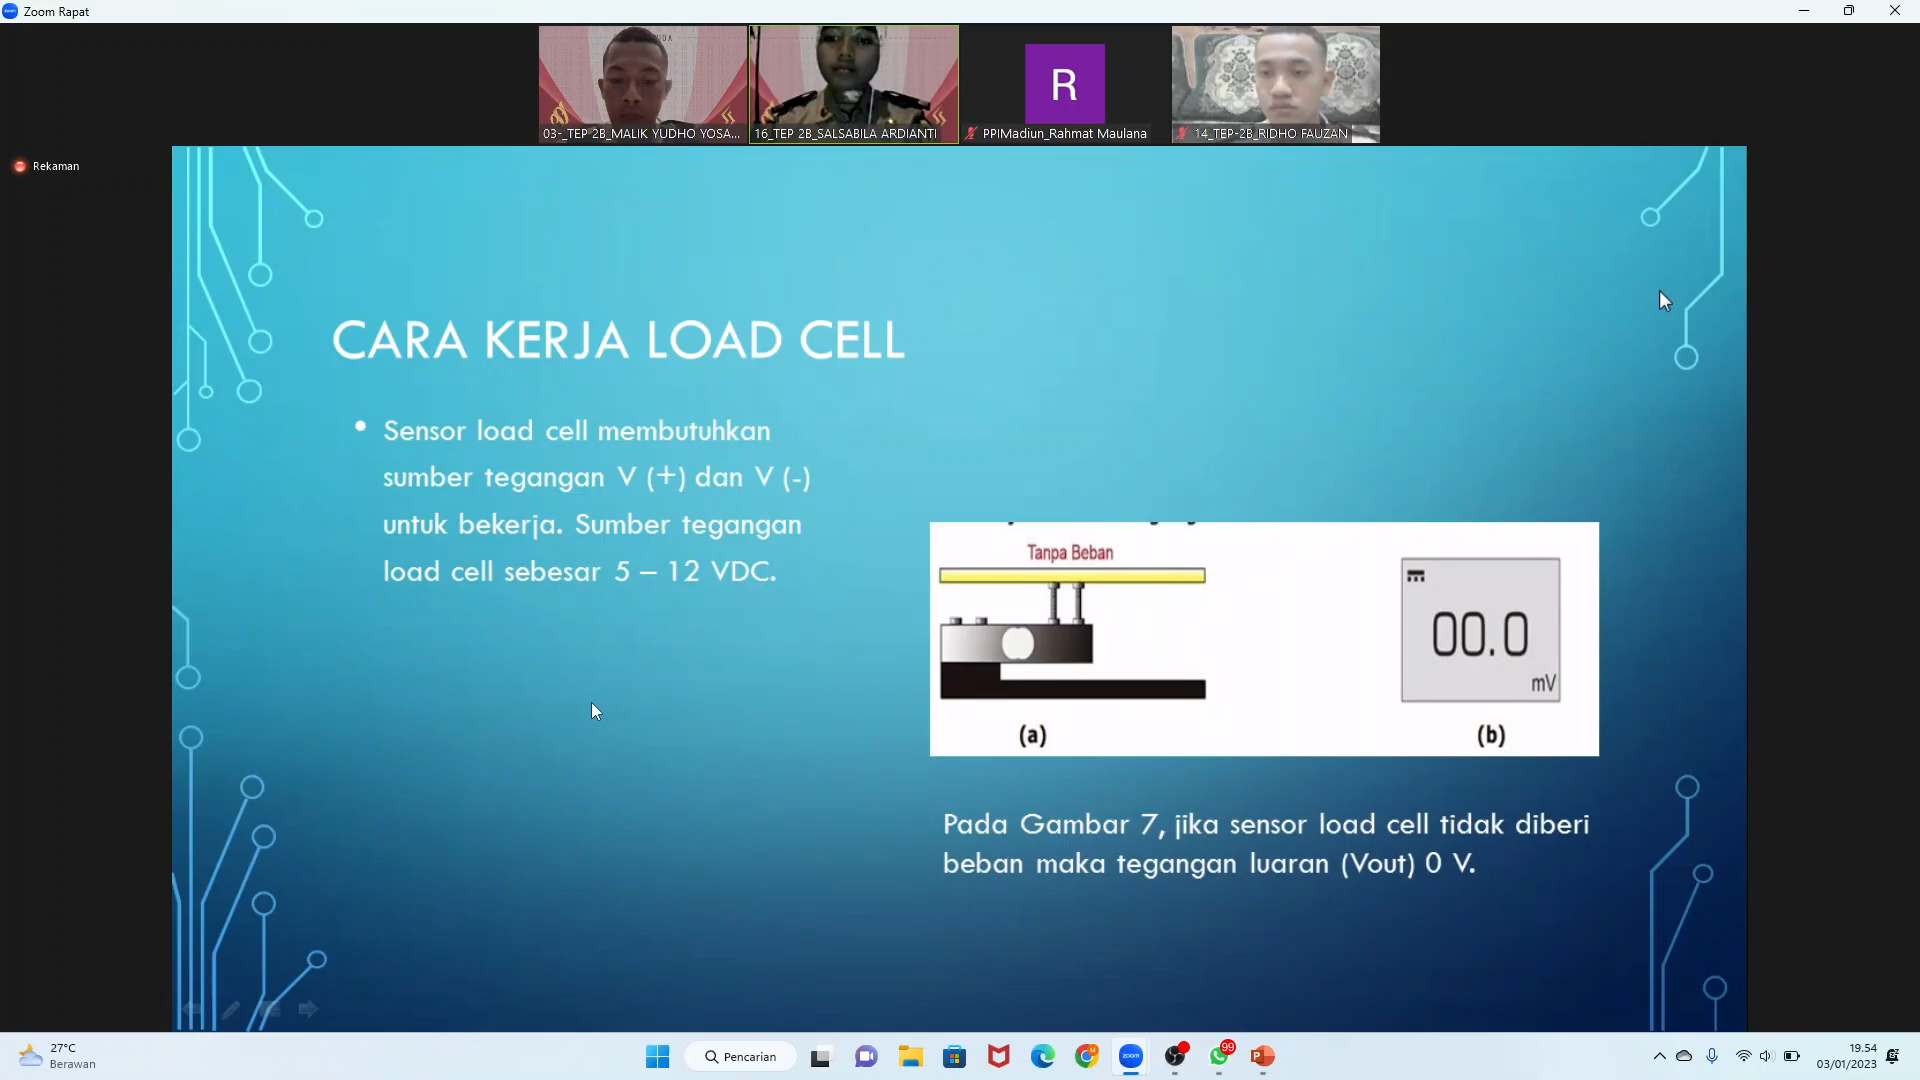 Zoom Rapat
03-_TEP 2B_MALIK YUDHO YOSA...
16_TEP 2B_SALSABILA ARDIANTI
R
PPIMadiun_Rahmat Maulana
14_TEP-2B_RIDHO FAUZAN
Rekaman
CARA KERJA LOAD CELL
• Sensor load cell membutuhkan
sumber tegangan V (+) dan V (-)
untuk bekerja. Sumber tegangan
load cell sebesar 5 – 12 VDC.
Tanpa Beban
00.0
mV
(a)
(b)
Pada Gambar 7, jika sensor load cell tidak diberi
beban maka tegangan luaran (Vout) 0 V.
27°C
Berawan
Pencarian
zoom
99
19.54
03/01/2023